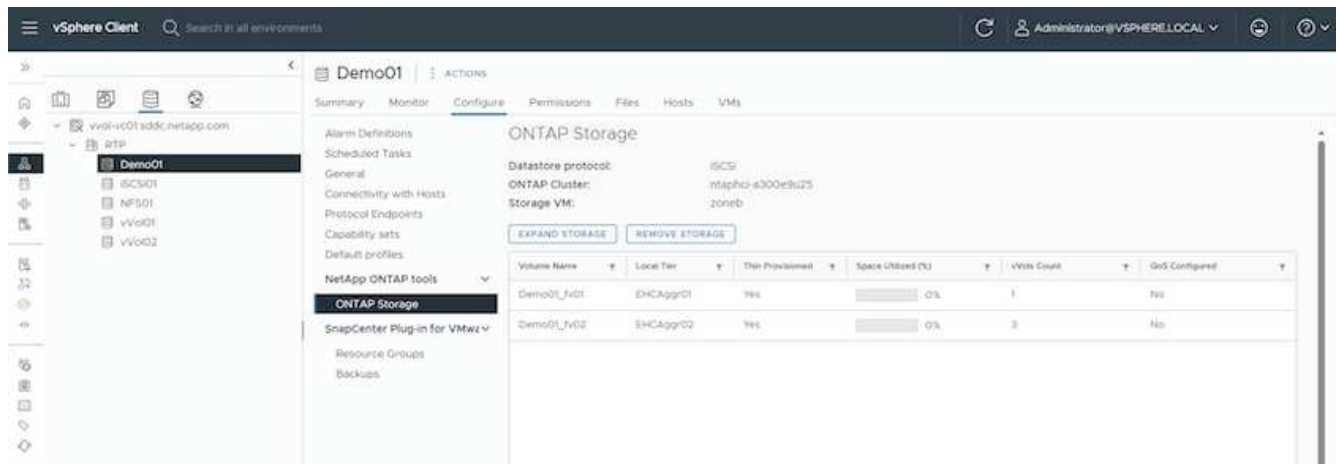 vSphere Client Search in all environments Administrator@VSPHERE.LOCAL
Demo01 ACTIONS
Summary Monitor Configure Permissions Files Hosts VMs
vvol-vc01.sddc.netapp.com
RTP
Demo01
iSCSI01
NFS01
vVol01
vVol02
Alarm Definitions
Scheduled Tasks
General
Connectivity with Hosts
Protocol Endpoints
Capability sets
Default profiles
NetApp ONTAP tools
ONTAP Storage
SnapCenter Plug-in for VMwa
Resource Groups
Backups
ONTAP Storage
Datastore protocol: iSCSI
ONTAP Cluster: ntaphci-a300e9u25
Storage VM: zoneb
EXPAND STORAGE REMOVE STORAGE
Volume Name Local Tier Thin Provisioned Space Utilized (%) vVols Count QoS Configured
Demo01_fv01 EHCAggr01 Yes 0% 1 No
Demo01_fv02 EHCAggr02 Yes 0% 3 No